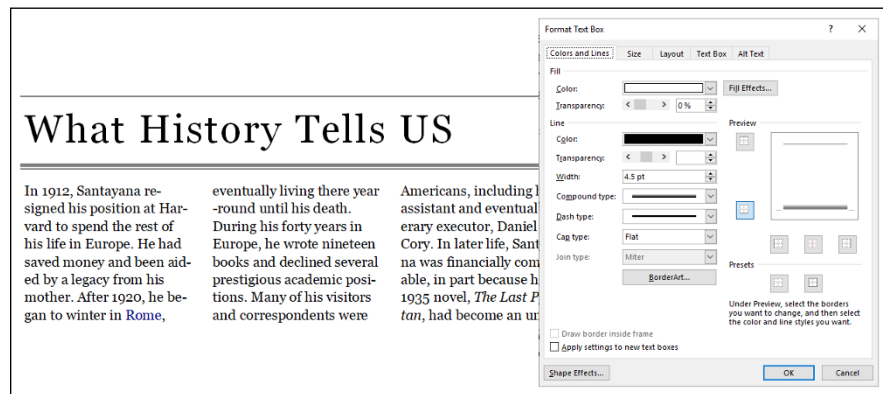 What History Tells US
In 1912, Santayana re-
signed his position at Har-
vard to spend the rest of
his life in Europe. He had
saved money and been aid-
ed by a legacy from his
mother. After 1920, he be-
gan to winter in Rome,
eventually living there year
-round until his death.
During his forty years in
Europe, he wrote nineteen
books and declined several
prestigious academic posi-
tions. Many of his visitors
and correspondents were
Americans, including
assistant and
erary executor, Daniel
Cory. In later life,
na was financially
able, in part because
1935 novel, The Last
tan, had become an
Format Text Box
? ×
Colors and Lines
Size
Layout
Text Box
Alt Text
Fill
Color:
Fill Effects...
Transparency:
0 %
Line
Color:
Transparency:
Width:
4.5 pt
Compound type:
Dash type:
Cap type:
Flat
Join type:
Miter
BorderArt...
Preview
Presets
Under Preview, select the borders
you want to change, and then select
the color and line styles you want.
Draw border inside frame
Apply settings to new text boxes
Shape Effects...
OK
Cancel